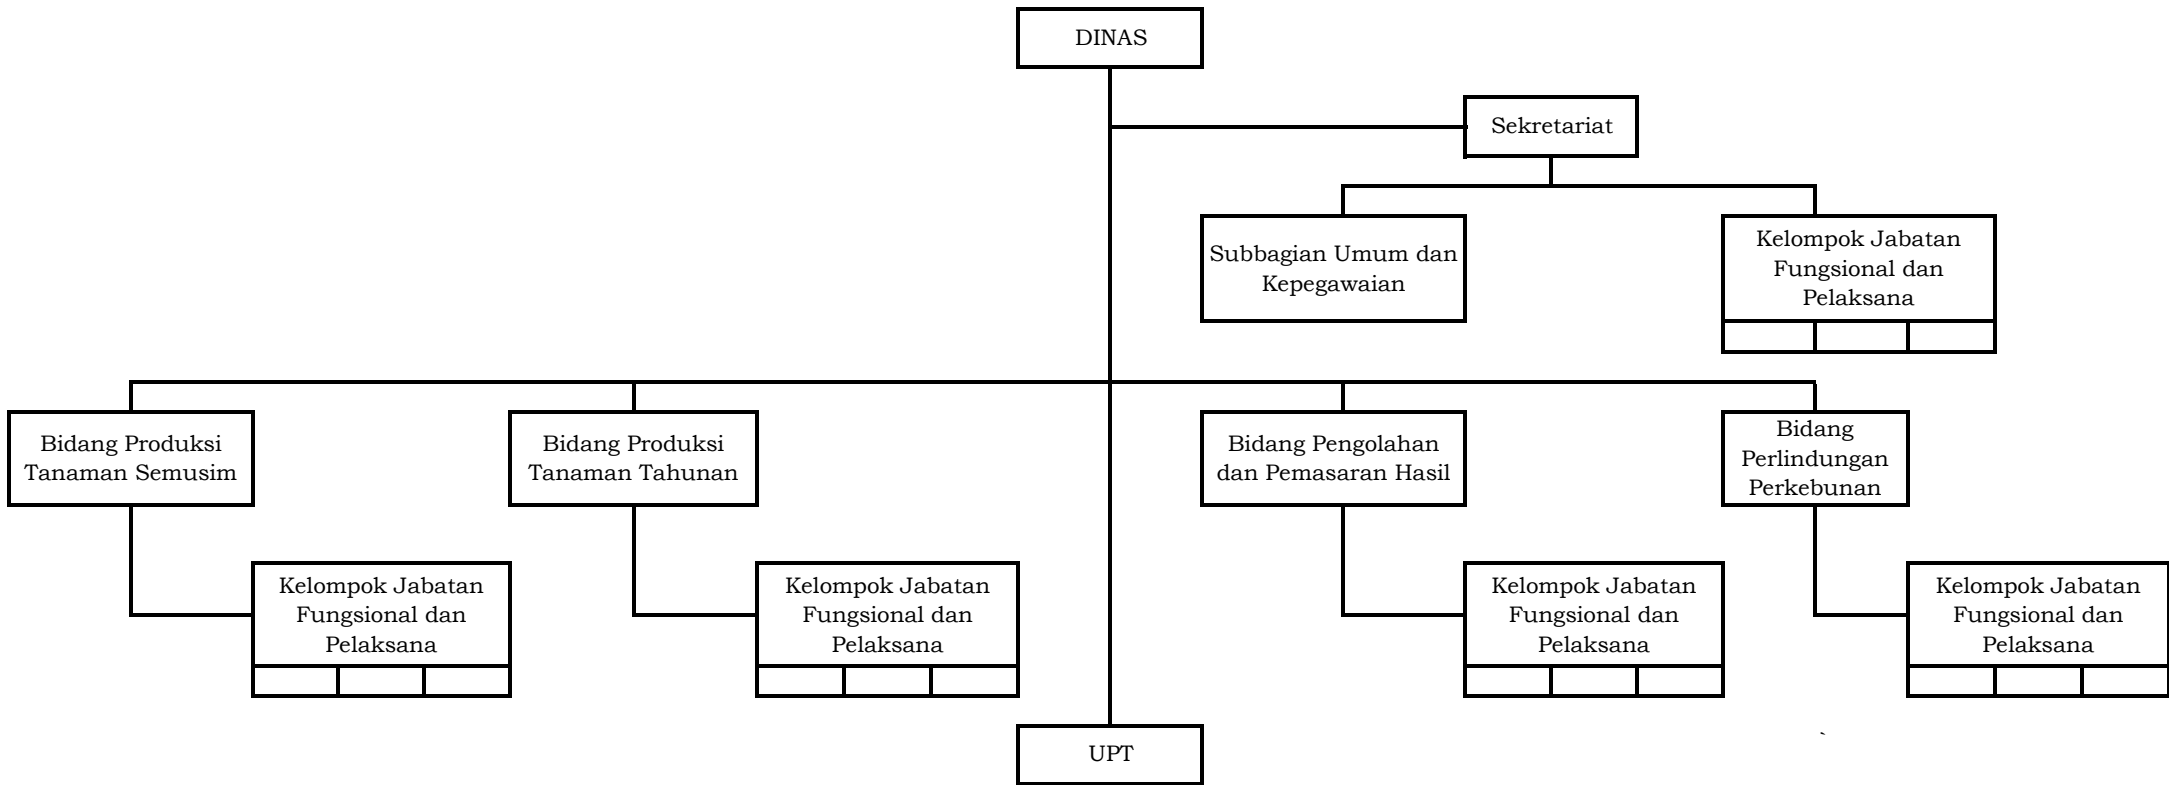 DINAS
Sekretariat
Subbagian Umum dan
Kepegawaian
Kelompok Jabatan
Fungsional dan
Pelaksana
Bidang Produksi
Tanaman Semusim
Bidang Produksi
Tanaman Tahunan
Bidang Pengolahan
dan Pemasaran Hasil
Bidang
Perlindungan
Perkebunan
Kelompok Jabatan
Fungsional dan
Pelaksana
Kelompok Jabatan
Fungsional dan
Pelaksana
Kelompok Jabatan
Fungsional dan
Pelaksana
Kelompok Jabatan
Fungsional dan
Pelaksana
`
UPT